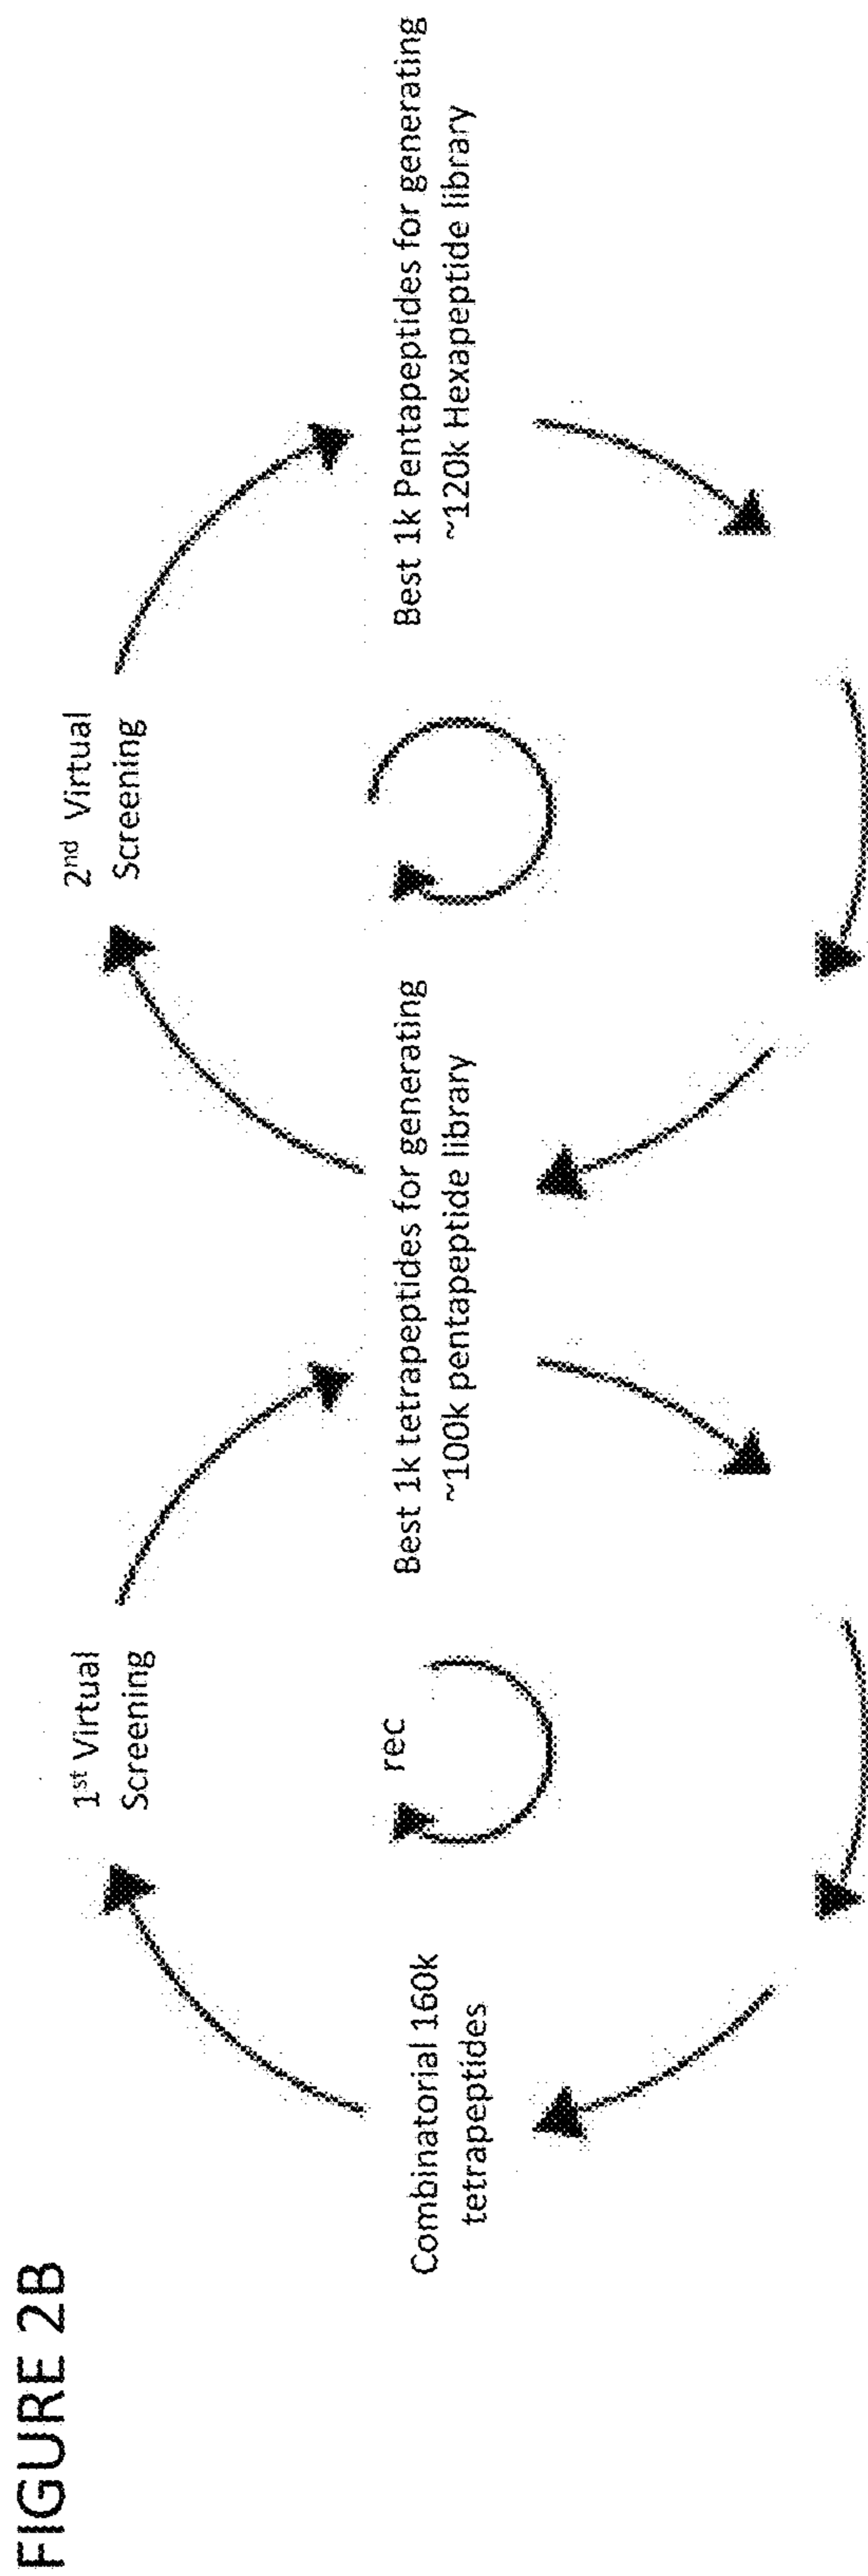 FIGURE 2B
1st Virtual
Screening
2nd Virtual
Screening
Combinatorial 160k
tetrapeptides
rec
Best 1k tetrapeptides for generating
~100k pentapeptide library
Best 1k Pentapeptides for generating
~120k Hexapeptide library